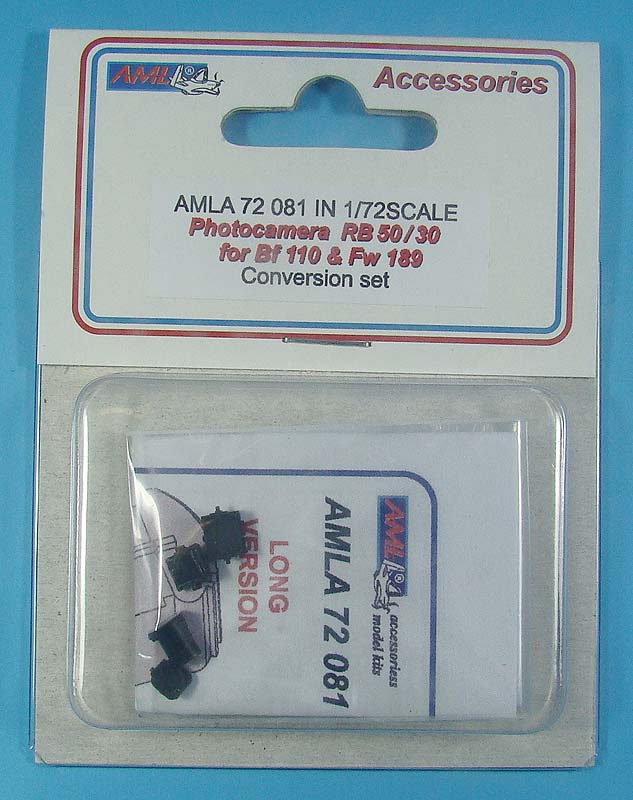 AML ®
Accessories
AMLA 72 081 IN 1/72SCALE
Photocamera RB 50/30
for Bf 110 & Fw 189
Conversion set
AML ®
accessoriess
model kits
AMLA 72 081
LONG
VERSION